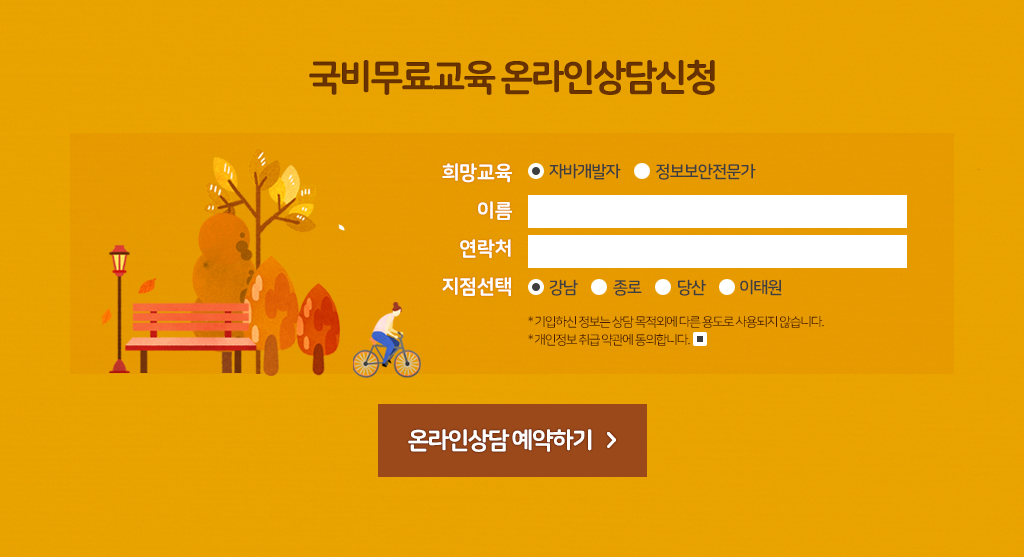 국비무료교육 온라인상담신청
희망교육 자바개발자 정보보안전문가
이름
연락처
지점선택 강남 종로 당산 이태원
* 기입하신 정보는 상담 목적외에 다른 용도로 사용되지 않습니다.
* 개인정보 취급 약관에 동의합니다.
온라인상담 예약하기 >